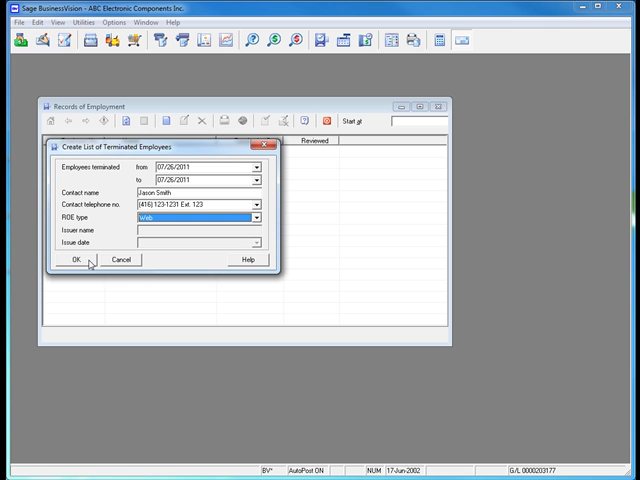 Sage BusinessVision - ABC Electronic Components Inc.
File Edit View Utilities Options Window Help
Records of Employment
Start at
Reviewed
Create List of Terminated Employees
Employees terminated from 07/26/2011
to 07/26/2011
Contact name Jason Smith
Contact telephone no. (416) 123-1231 Ext. 123
ROE type Web
Issuer name
Issue date
OK Cancel Help
BV* AutoPost ON NUM 17-Jun-2002 G/L 0000203177